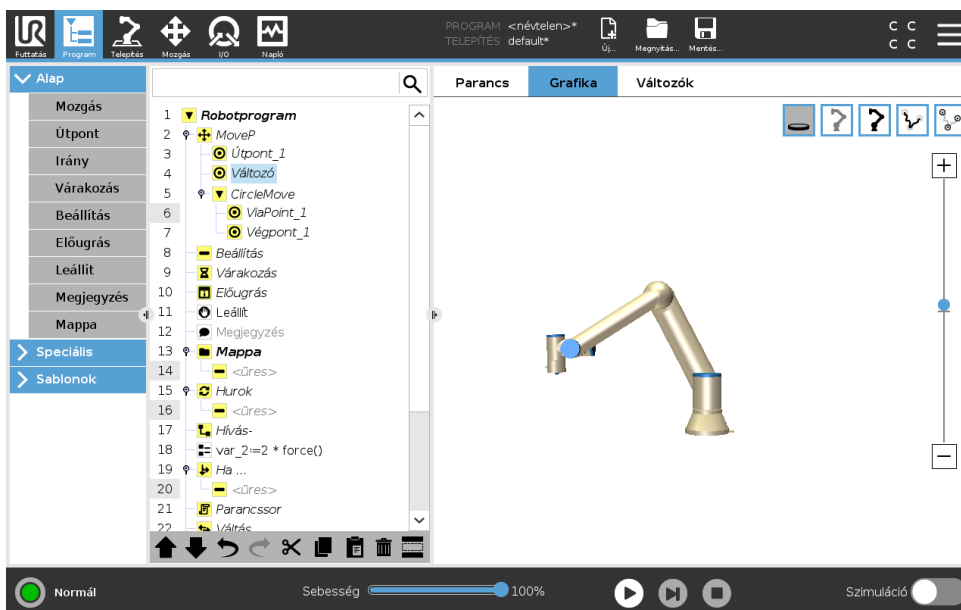 Futtatás
Program
Telepítés
Mozgás
I/O
Napló
PROGRAM <névtelen>*
TELEPÍTÉS default*
Új...
Megnyitás...
Mentés...
C C
C C
Alap
Mozgás
Útpont
Irány
Várakozás
Beállítás
Előugrás
Leállít
Megjegyzés
Mappa
Speciális
Sablonok
1 Robotprogram
2 MoveP
3 Útpont_1
4 Változó
5 CircleMove
6 ViaPoint_1
7 Végpont_1
8 Beállítás
9 Várakozás
10 Előugrás
11 Leállít
12 Megjegyzés
13 Mappa
14 <üres>
15 Hurok
16 <üres>
17 Hívás-
18 var_2:=2 * force()
19 Ha ...
20 <üres>
21 Parancssor
22 Váltás
Parancs
Grafika
Változók
Normál
Sebesség
100%
Szimuláció